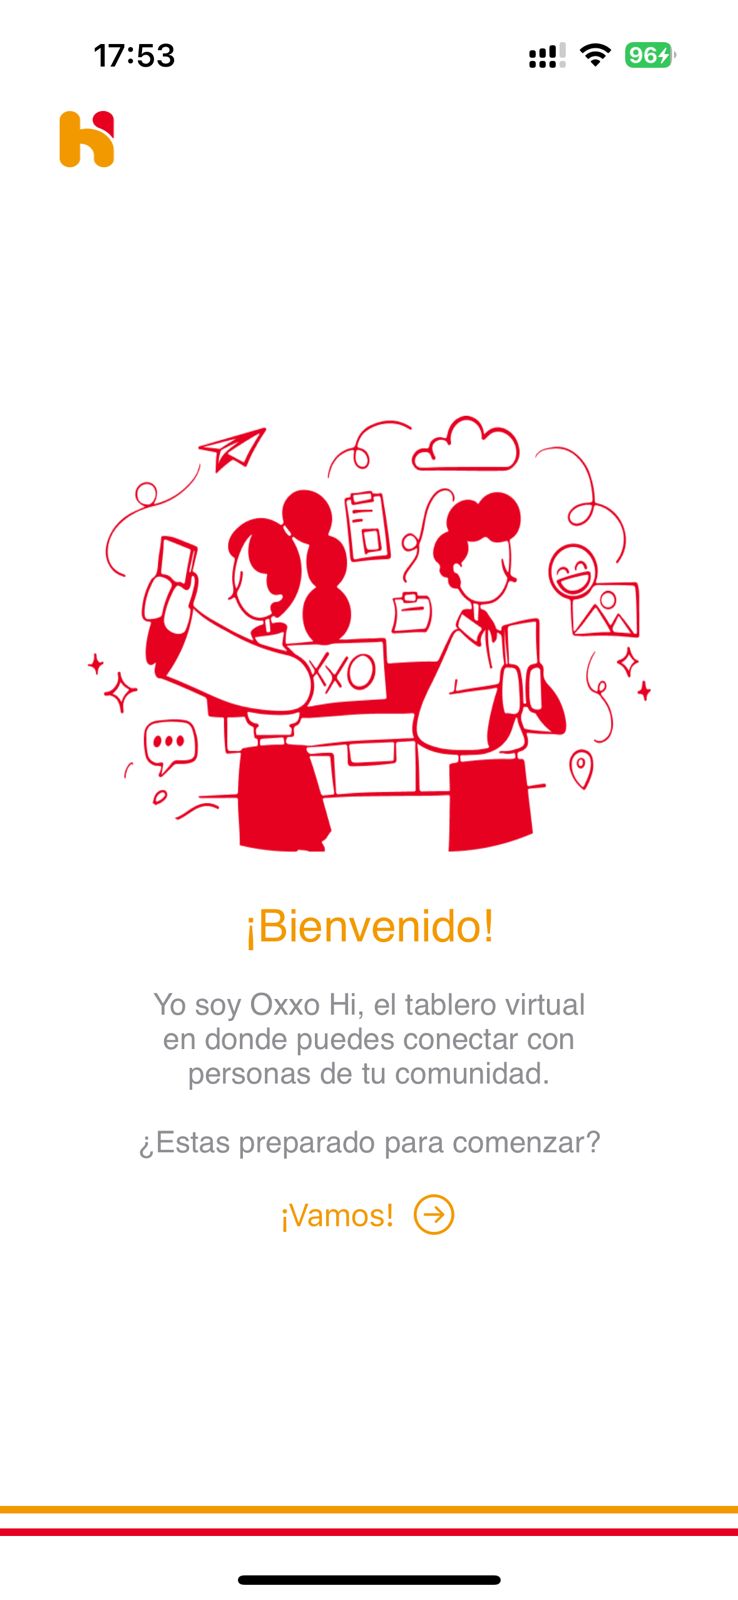 17:53
96
h
OXXO
¡Bienvenido!
Yo soy Oxxo Hi, el tablero virtual
en donde puedes conectar con
personas de tu comunidad.
¿Estas preparado para comenzar?
¡Vamos!